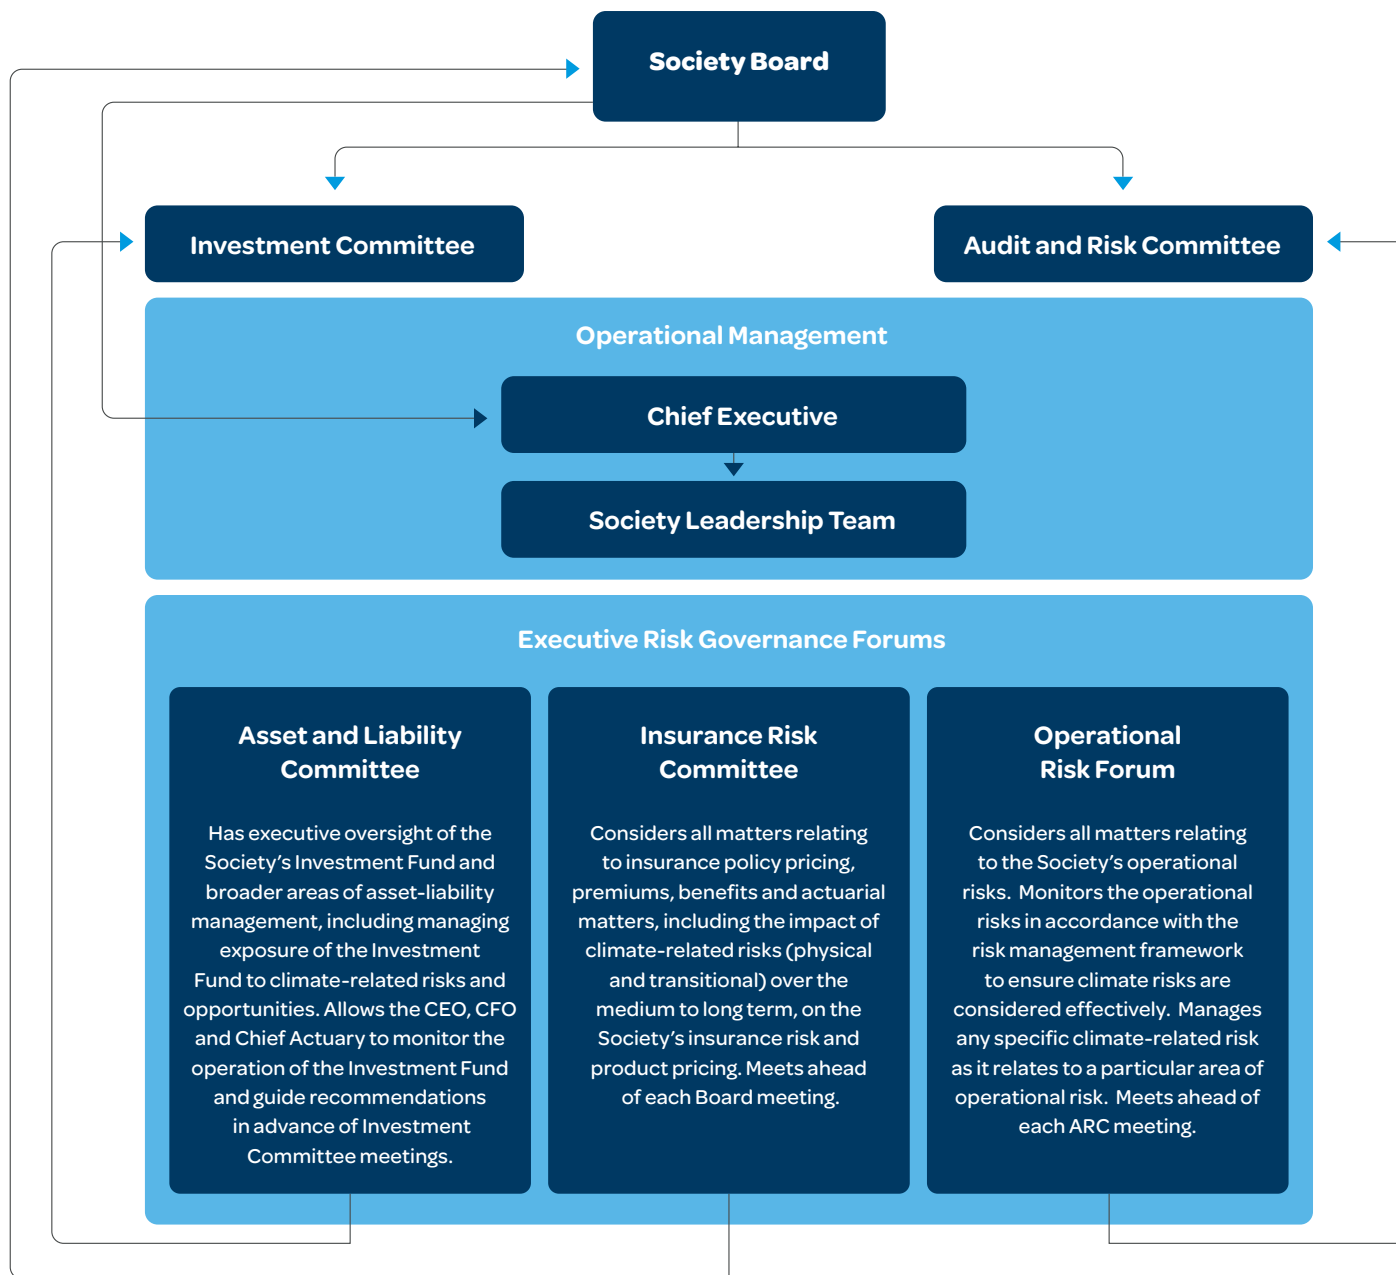 Society Board
Investment Committee
Audit and Risk Committee
Operational Management
Chief Executive
Society Leadership Team
Executive Risk Governance Forums
Asset and Liability
Committee
Has executive oversight of the
Society’s Investment Fund and
broader areas of asset-liability
management, including managing
exposure of the Investment
Fund to climate-related risks and
opportunities. Allows the CEO, CFO
and Chief Actuary to monitor the
operation of the Investment Fund
and guide recommendations
in advance of Investment
Committee meetings.
Insurance Risk
Committee
Considers all matters relating
to insurance policy pricing,
premiums, benefits and actuarial
matters, including the impact of
climate-related risks (physical
and transitional) over the
medium to long term, on the
Society’s insurance risk and
product pricing. Meets ahead
of each Board meeting.
Operational
Risk Forum
Considers all matters relating
to the Society’s operational
risks.  Monitors the operational
risks in accordance with the
risk management framework
to ensure climate risks are
considered effectively.  Manages
any specific climate-related risk
as it relates to a particular area of
operational risk.  Meets ahead of
each ARC meeting.